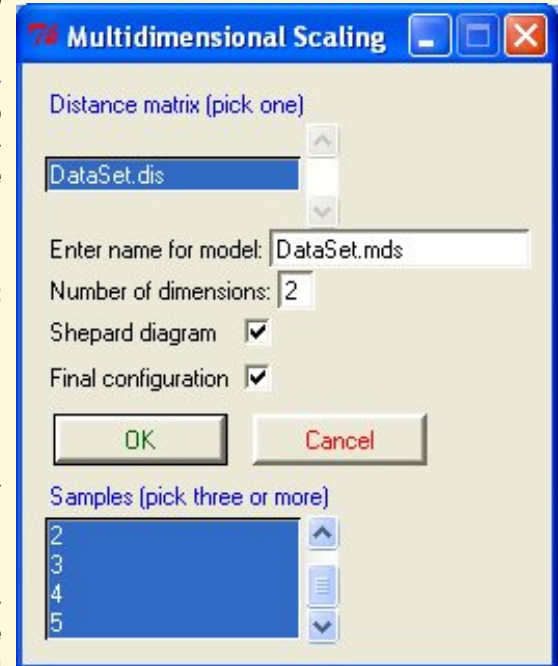 Multidimensional Scaling
Distance matrix (pick one)
DataSet.dis
Enter name for model: DataSet.mds
Number of dimensions: 2
Shepard diagram
Final configuration
OK Cancel
Samples (pick three or more)
2
3
4
5